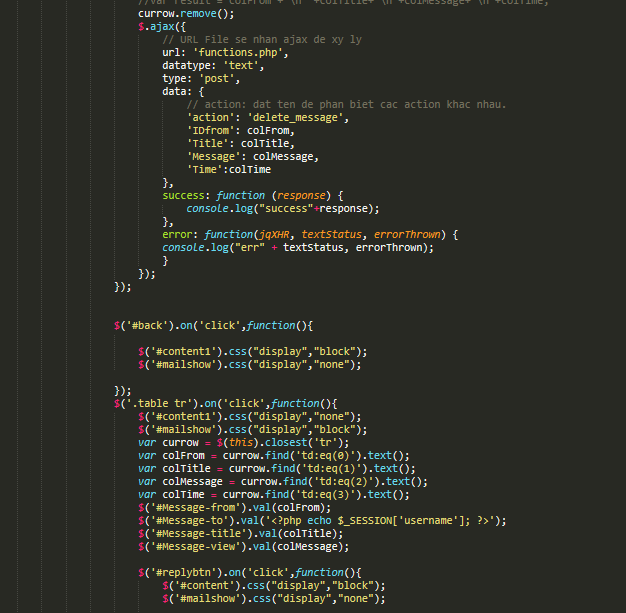 //var result = colFrom + '\n' +colTitle+ '\n'+colMessage+ '\n'+colTime;
currow.remove();
$.ajax({
// URL File se nhan ajax de xy ly
url: 'functions.php',
datatype: 'text',
type: 'post',
data: {
// action: dat ten de phan biet cac action khac nhau.
'action': 'delete_message',
'IDfrom': colFrom,
'Title': colTitle,
'Message': colMessage,
'Time':colTime
},
success: function (response) {
console.log("success"+response);
},
error: function(jqXHR, textStatus, errorThrown) {
console.log("err" + textStatus, errorThrown);
}
});
});
$('#back').on('click',function(){
$('#content1').css("display","block");
$('#mailshow').css("display","none");
});
$('.table tr').on('click',function(){
$('#content1').css("display","none");
$('#mailshow').css("display","block");
var currow = $(this).closest('tr');
var colFrom = currow.find('td:eq(0)').text();
var colTitle = currow.find('td:eq(1)').text();
var colMessage = currow.find('td:eq(2)').text();
var colTime = currow.find('td:eq(3)').text();
$('#Message-from').val(colFrom);
$('#Message-to').val('<?php echo $_SESSION['username']; ?>');
$('#Message-title').val(colTitle);
$('#Message-view').val(colMessage);
$('#replybtn').on('click',function(){
$('#content').css("display","block");
$('#mailshow').css("display","none");